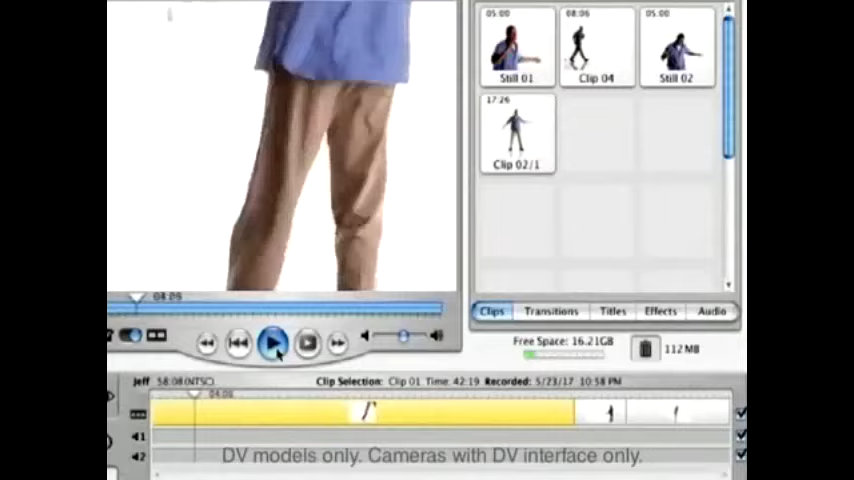 05:00
08:06
05:00
Still 01
Clip 04
Still 02
17:26
Clip 02/1
Clips
Transitions
Titles
Effects
Audio
Free Space: 16.21GB
112 MB
Jeff
58:08 (NTSC)
Clip Selection: Clip 01. Time: 42:19 Recorded: 5/23/17 10:58 PM
1
2
DV models only. Cameras with DV interface only.